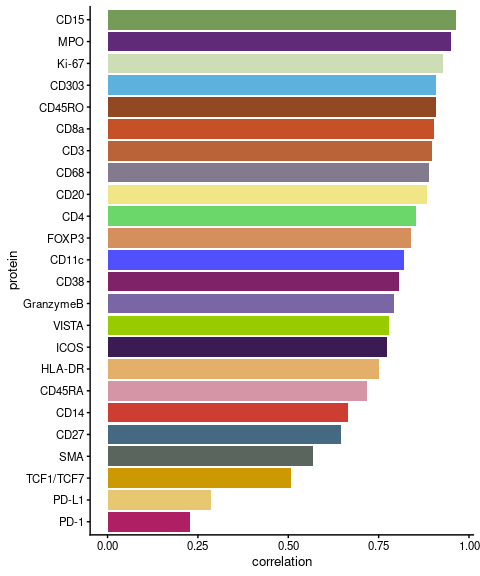 CD15
MPO
Ki-67
CD303
CD45RO
CD8a
CD3
CD68
CD20
CD4
FOXP3
CD11c
CD38
GranzymeB
VISTA
ICOS
HLA-DR
CD45RA
CD14
CD27
SMA
TCF1/TCF7
PD-L1
PD-1
protein
0.00 0.25 0.50 0.75 1.00
correlation